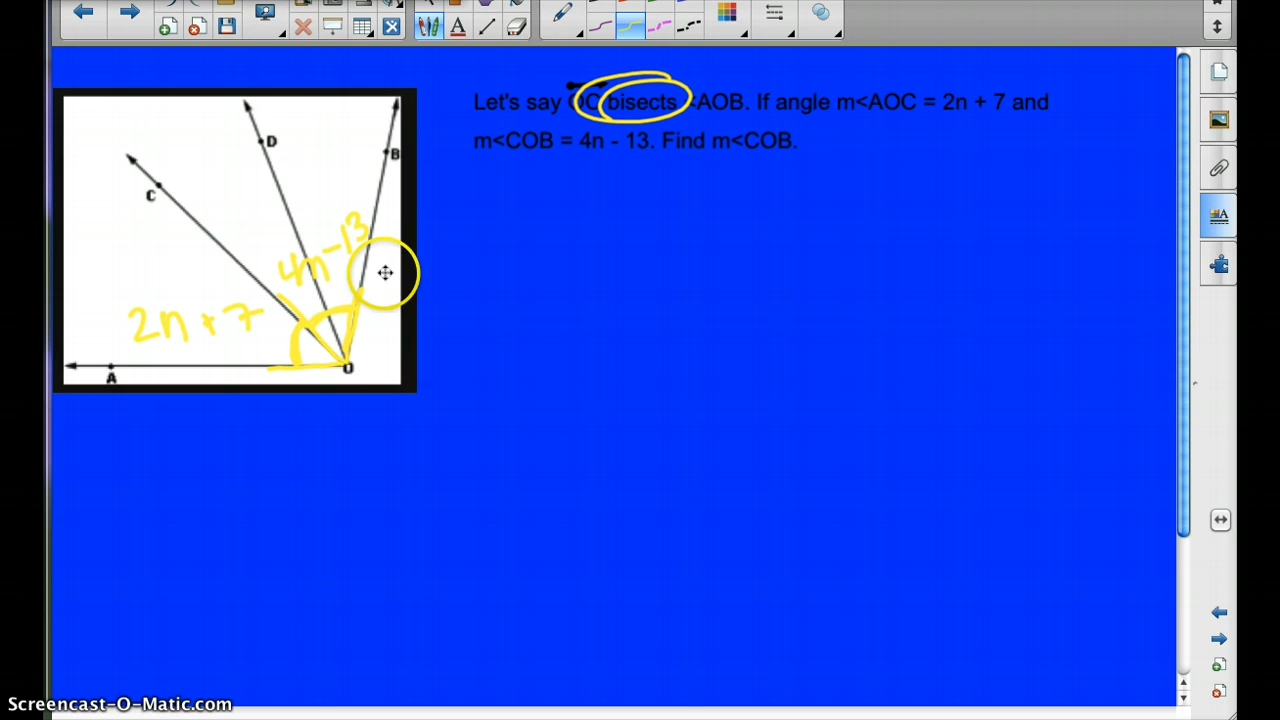 Let's say OC bisects <AOB. If angle m<AOC = 2n + 7 and
m<COB = 4n - 13. Find m<COB.
D
B
C
4n - 13
2n + 7
A
O
Screencast-O-Matic.com